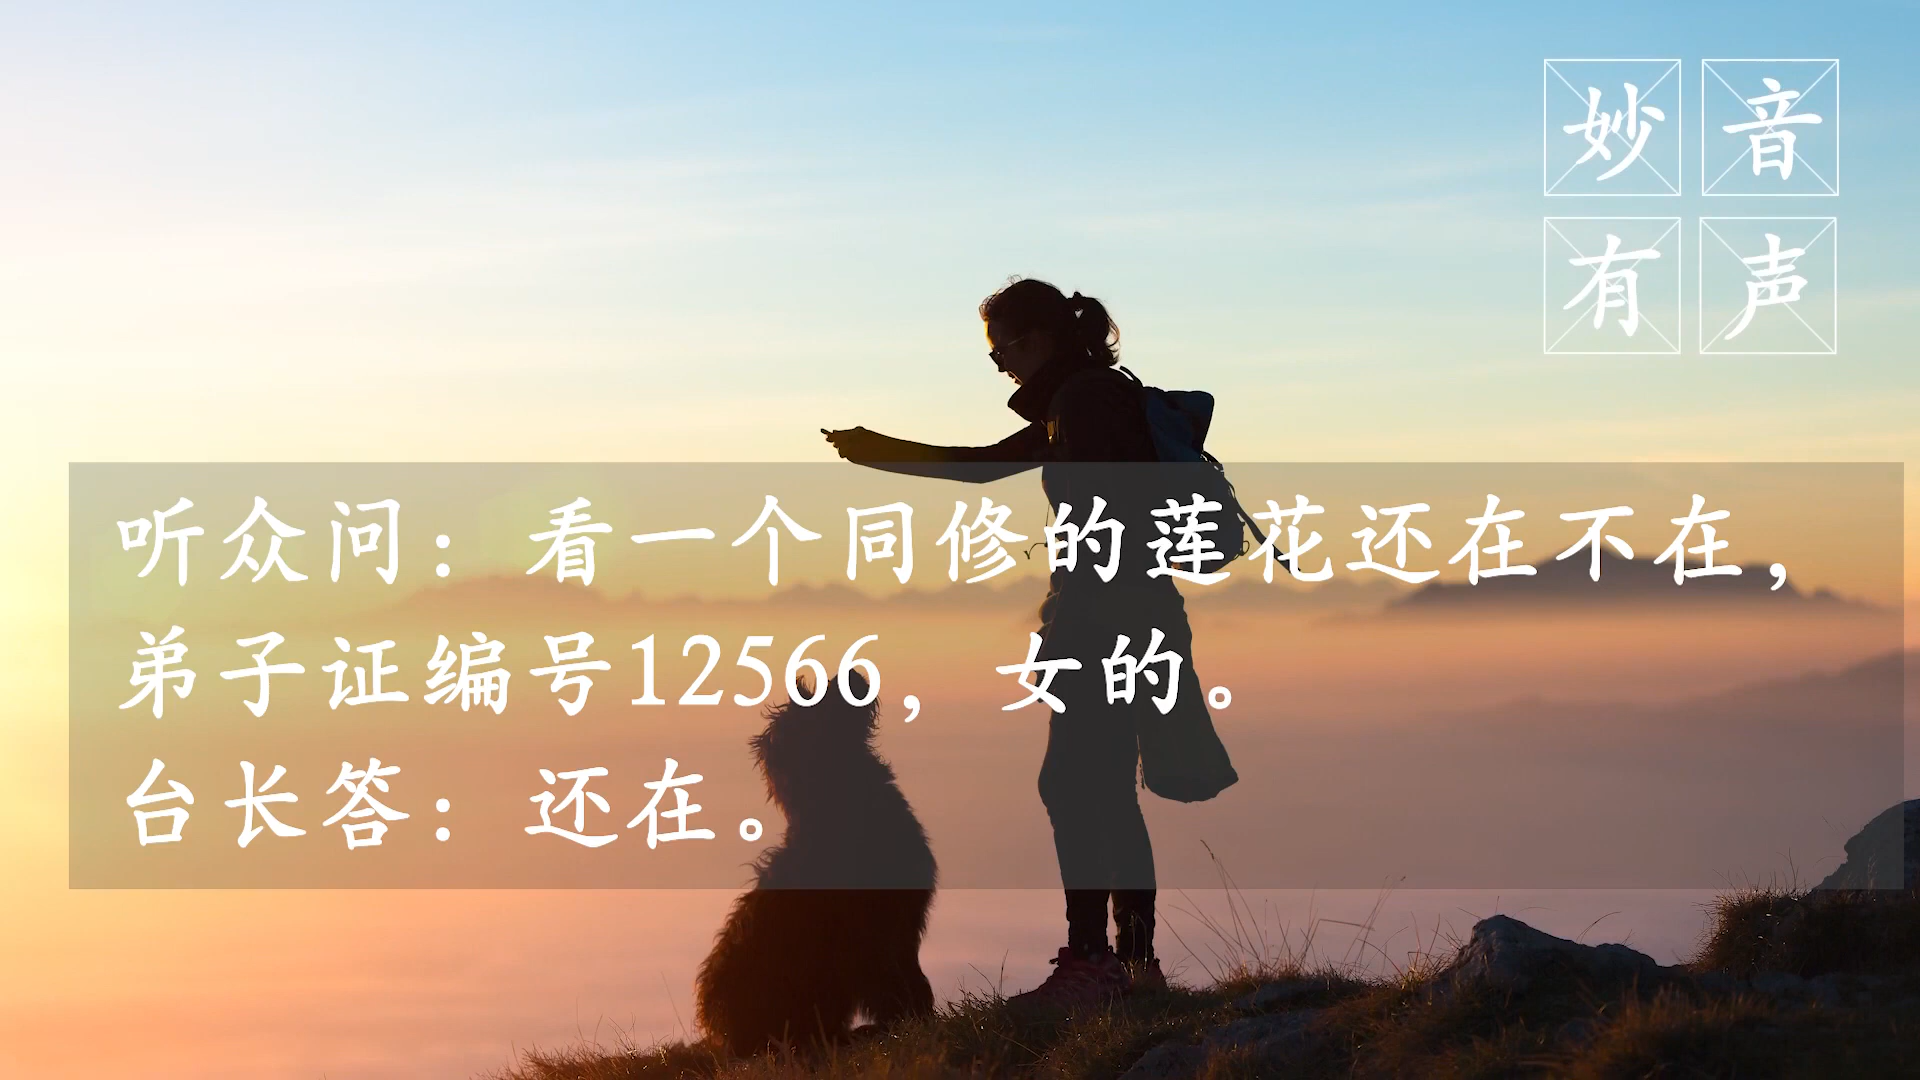 妙音
有声
听众问：看一个同修的莲花还在不在，
弟子证编号12566，女的。
台长答：还在。